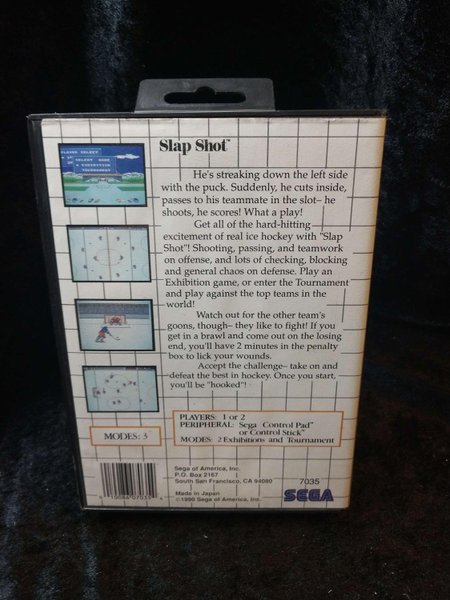 Slap Shot™
He's streaking down the left side
with the puck. Suddenly, he cuts inside,
passes to his teammate in the slot– he
shoots, he scores! What a play!
Get all of the hard-hitting
excitement of real ice hockey with "Slap
Shot"! Shooting, passing, and teamwork
on offense, and lots of checking, blocking
and general chaos on defense. Play an
Exhibition game, or enter the Tournament
and play against the top teams in the
world!
Watch out for the other team's
goons, though– they like to fight! If you
get in a brawl and come out on the losing
end, you'll have 2 minutes in the penalty
box to lick your wounds.
Accept the challenge– take on and
defeat the best in hockey. Once you start,
you'll be "hooked"!
PLAYER SELECT
SELECT MODE
EXHIBITION
TOURNAMENT
MODES: 3
PLAYERS: 1 or 2
PERIPHERAL: Sega Control Pad™
or Control Stick™
MODES: 2 Exhibitions and Tournament
Sega of America, Inc.
P.O. Box 2167
South San Francisco, CA 94080
Made in Japan
©1990 Sega of America, Inc.
7035
SEGA